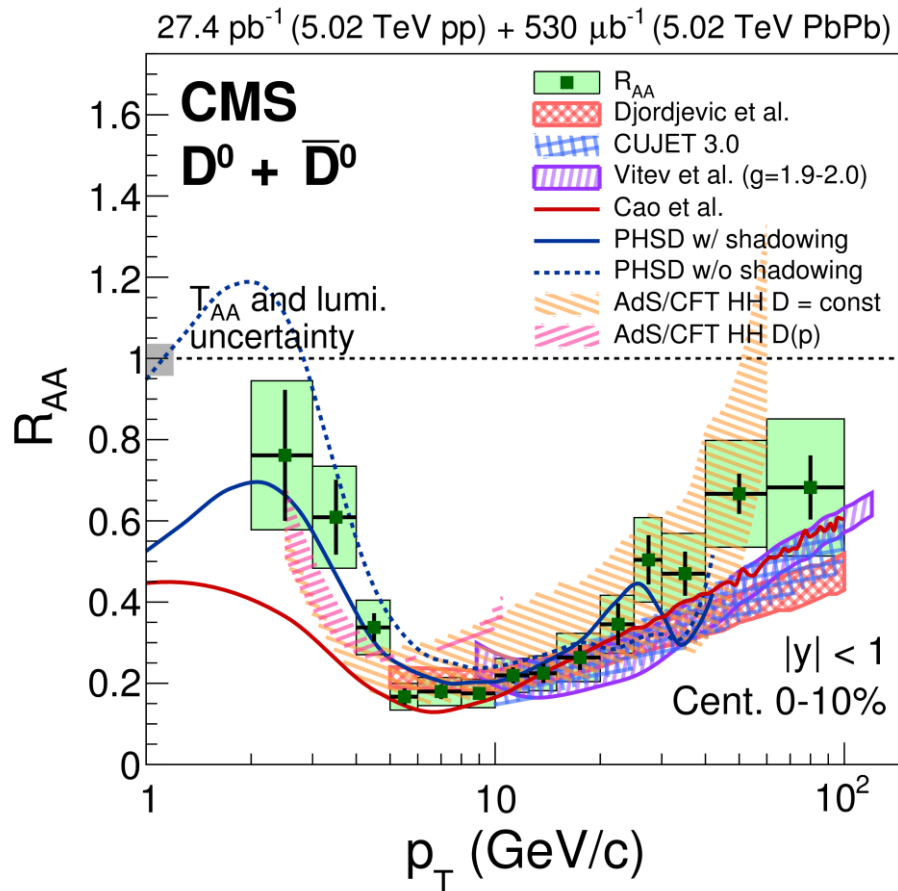 27.4 pb⁻¹ (5.02 TeV pp) + 530 μb⁻¹ (5.02 TeV PbPb)
CMS
D⁰ + D̅⁰
R_AA
Djordjevic et al.
CUJET 3.0
Vitev et al. (g=1.9-2.0)
Cao et al.
PHSD w/ shadowing
PHSD w/o shadowing
AdS/CFT HH D = const
AdS/CFT HH D(p)
T_AA and lumi.
uncertainty
|y| < 1
Cent. 0-10%
R_AA
1.6
1.4
1.2
1
0.8
0.6
0.4
0.2
0
1
10
10²
p_T (GeV/c)